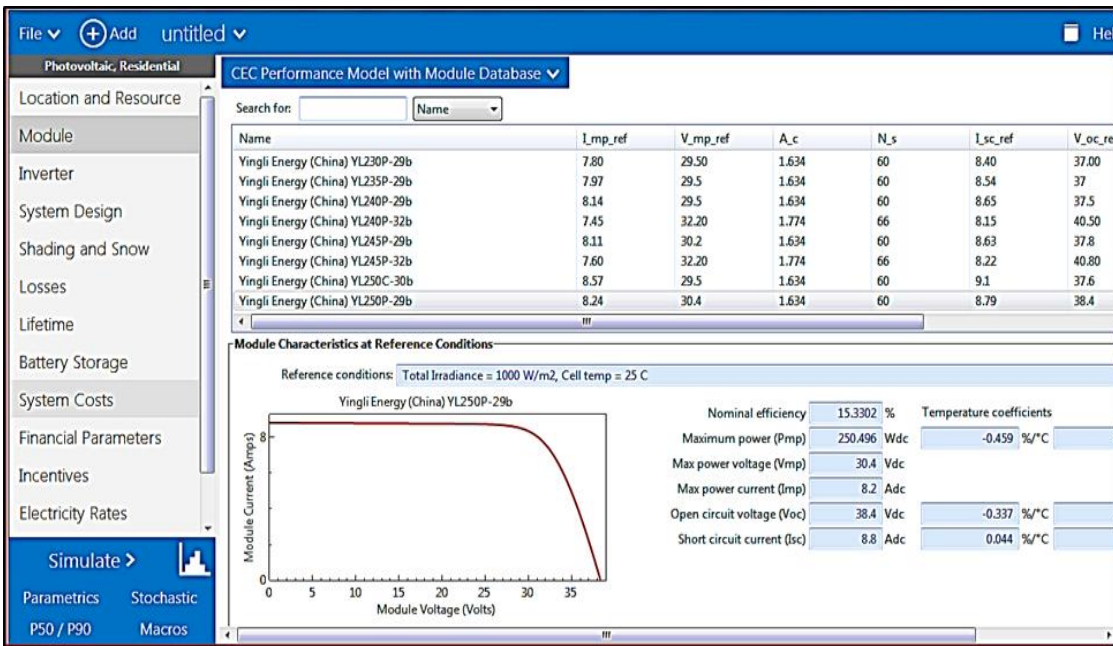 File Add untitled Hel
Photovoltaic, Residential
Location and Resource
Module
Inverter
System Design
Shading and Snow
Losses
Lifetime
Battery Storage
System Costs
Financial Parameters
Incentives
Electricity Rates
Simulate >
Parametrics Stochastic
P50 / P90 Macros
CEC Performance Model with Module Database
Search for: Name
Name I_mp_ref V_mp_ref A_c N_s I_sc_ref V_oc_re
Yingli Energy (China) YL230P-29b 7.80 29.50 1.634 60 8.40 37.00
Yingli Energy (China) YL235P-29b 7.97 29.5 1.634 60 8.54 37
Yingli Energy (China) YL240P-29b 8.14 29.5 1.634 60 8.65 37.5
Yingli Energy (China) YL240P-32b 7.45 32.20 1.774 66 8.15 40.50
Yingli Energy (China) YL245P-29b 8.11 30.2 1.634 60 8.63 37.8
Yingli Energy (China) YL245P-32b 7.60 32.20 1.774 66 8.22 40.80
Yingli Energy (China) YL250C-30b 8.57 29.5 1.634 60 9.1 37.6
Yingli Energy (China) YL250P-29b 8.24 30.4 1.634 60 8.79 38.4
Module Characteristics at Reference Conditions
Reference conditions: Total Irradiance = 1000 W/m2, Cell temp = 25 C
Yingli Energy (China) YL250P-29b
Module Current (Amps)
8
0
0 5 10 15 20 25 30 35
Module Voltage (Volts)
Nominal efficiency 15.3302 % Temperature coefficients
Maximum power (Pmp) 250.496 Wdc -0.459 %/°C
Max power voltage (Vmp) 30.4 Vdc
Max power current (Imp) 8.2 Adc
Open circuit voltage (Voc) 38.4 Vdc -0.337 %/°C
Short circuit current (Isc) 8.8 Adc 0.044 %/°C